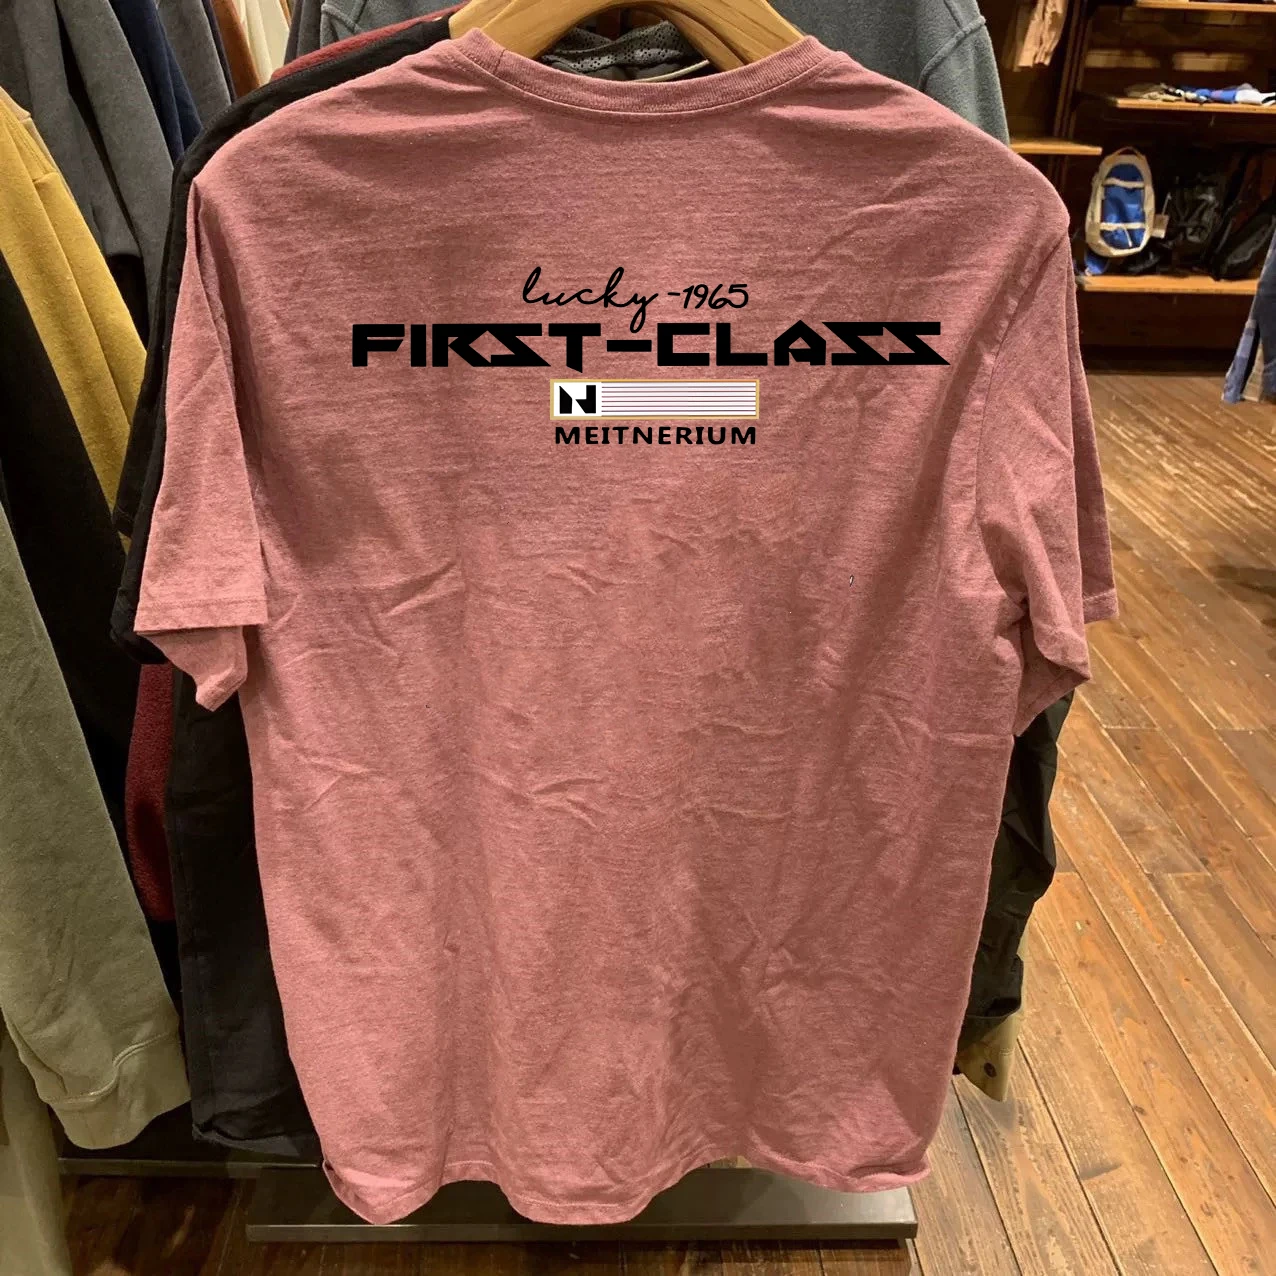 lucky -1965
FIRST-CLASS
N
MEITNERIUM